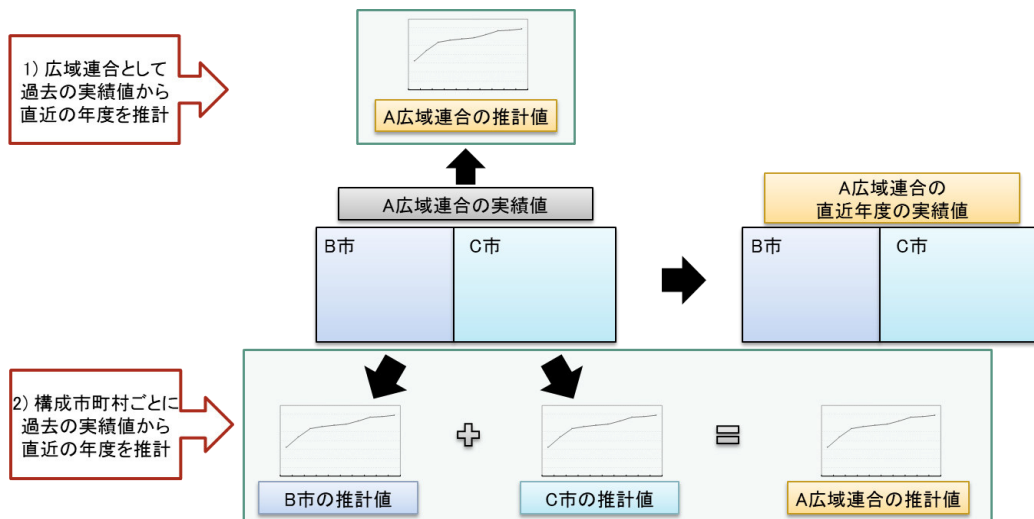 1) 広域連合として
過去の実績値から
直近の年度を推計
A広域連合の推計値
A広域連合の実績値
B市
C市
A広域連合の
直近年度の実績値
B市
C市
2) 構成市町村ごとに
過去の実績値から
直近の年度を推計
B市の推計値
C市の推計値
A広域連合の推計値